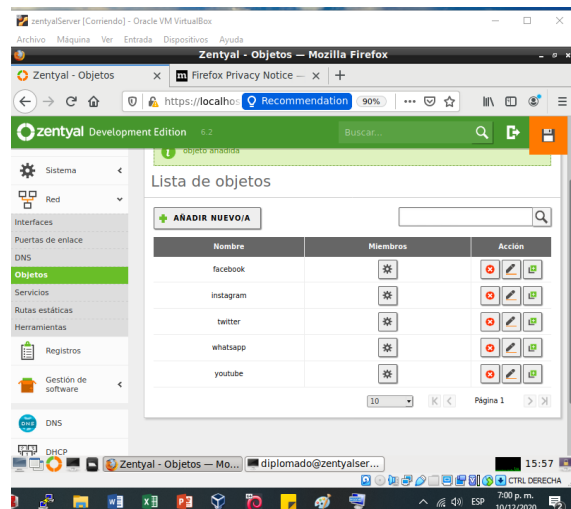 zentyalServer [Corriendo] - Oracle VM VirtualBox
Archivo Máquina Ver Entrada Dispositivos Ayuda
Zentyal - Objetos — Mozilla Firefox
Zentyal - Objetos
Firefox Privacy Notice —
https://localhos
Recommendation
90%
zentyal Development Edition 6.2
Buscar...
objeto añadida
Sistema
Red
Interfaces
Puertas de enlace
DNS
Objetos
Servicios
Rutas estáticas
Herramientas
Registros
Gestión de
software
DNS
DHCP
Lista de objetos
AÑADIR NUEVO/A
Nombre Miembros Acción
facebook
instagram
twitter
whatsapp
youtube
10
Página 1
Zentyal - Objetos — Mo...
diplomado@zentyalser...
15:57
CTRL DERECHA
ESP
7:00 p. m.
10/12/2020